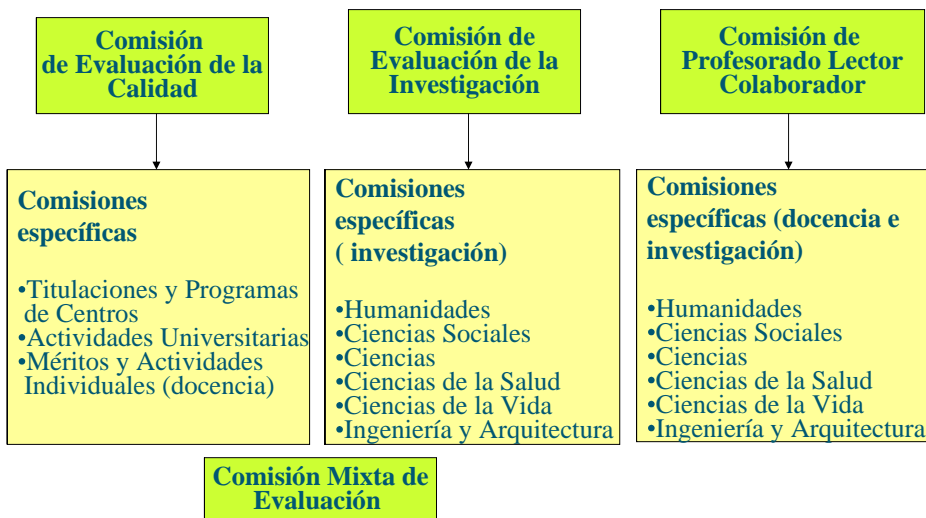 Comisión
de Evaluación de la
Calidad
Comisión de
Evaluación de la
Investigación
Comisión de
Profesorado Lector
Colaborador
Comisiones
específicas
•Titulaciones y Programas
de Centros
•Actividades Universitarias
•Méritos y Actividades
Individuales (docencia)
Comisiones
específicas
( investigación)
•Humanidades
•Ciencias Sociales
•Ciencias
•Ciencias de la Salud
•Ciencias de la Vida
•Ingeniería y Arquitectura
Comisiones
específicas (docencia e
investigación)
•Humanidades
•Ciencias Sociales
•Ciencias
•Ciencias de la Salud
•Ciencias de la Vida
•Ingeniería y Arquitectura
Comisión Mixta de
Evaluación